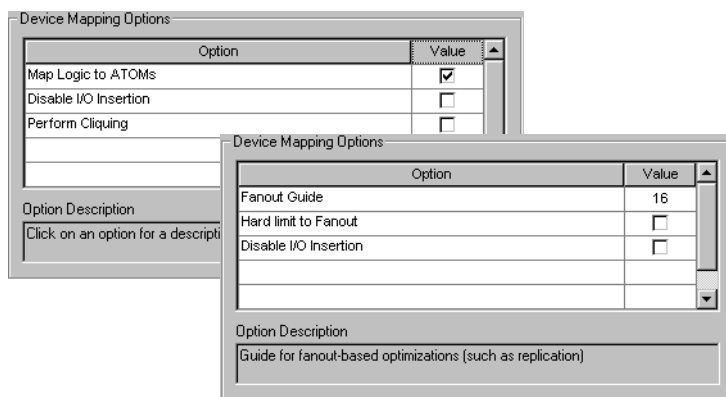 Device Mapping Options
Option Value
Map Logic to ATOMs
Disable I/O Insertion
Perform Cliquing
Option Description
Click on an option for a descripti
Device Mapping Options
Option Value
Fanout Guide 16
Hard limit to Fanout
Disable I/O Insertion
Option Description
Guide for fanout-based optimizations (such as replication)